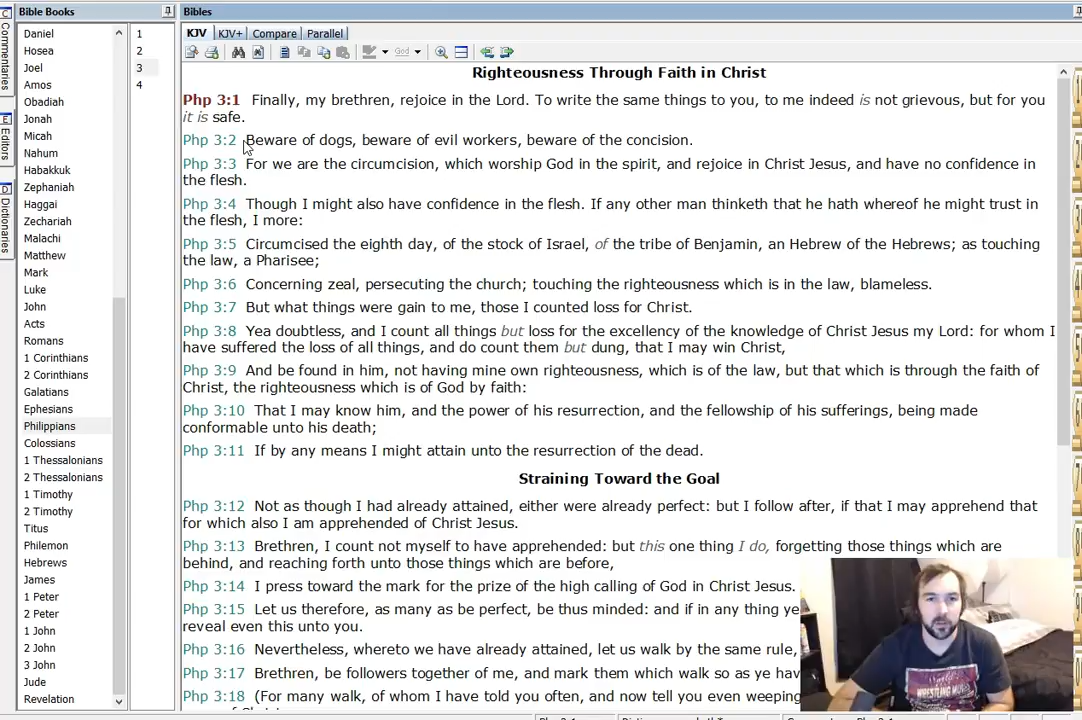 Bible Books
Bibles
Commentaries
Editors
Dictionaries
Daniel
Hosea
Joel
Amos
Obadiah
Jonah
Micah
Nahum
Habakkuk
Zephaniah
Haggai
Zechariah
Malachi
Matthew
Mark
Luke
John
Acts
Romans
1 Corinthians
2 Corinthians
Galatians
Ephesians
Philippians
Colossians
1 Thessalonians
2 Thessalonians
1 Timothy
2 Timothy
Titus
Philemon
Hebrews
James
1 Peter
2 Peter
1 John
2 John
3 John
Jude
Revelation
1
2
3
4
KJV KJV+ Compare Parallel
God
Righteousness Through Faith in Christ
Php 3:1 Finally, my brethren, rejoice in the Lord. To write the same things to you, to me indeed is not grievous, but for you
it is safe.
Php 3:2 Beware of dogs, beware of evil workers, beware of the concision.
Php 3:3 For we are the circumcision, which worship God in the spirit, and rejoice in Christ Jesus, and have no confidence in
the flesh.
Php 3:4 Though I might also have confidence in the flesh. If any other man thinketh that he hath whereof he might trust in
the flesh, I more:
Php 3:5 Circumcised the eighth day, of the stock of Israel, of the tribe of Benjamin, an Hebrew of the Hebrews; as touching
the law, a Pharisee;
Php 3:6 Concerning zeal, persecuting the church; touching the righteousness which is in the law, blameless.
Php 3:7 But what things were gain to me, those I counted loss for Christ.
Php 3:8 Yea doubtless, and I count all things but loss for the excellency of the knowledge of Christ Jesus my Lord: for whom I
have suffered the loss of all things, and do count them but dung, that I may win Christ,
Php 3:9 And be found in him, not having mine own righteousness, which is of the law, but that which is through the faith of
Christ, the righteousness which is of God by faith:
Php 3:10 That I may know him, and the power of his resurrection, and the fellowship of his sufferings, being made
conformable unto his death;
Php 3:11 If by any means I might attain unto the resurrection of the dead.
Straining Toward the Goal
Php 3:12 Not as though I had already attained, either were already perfect: but I follow after, if that I may apprehend that
for which also I am apprehended of Christ Jesus.
Php 3:13 Brethren, I count not myself to have apprehended: but this one thing I do, forgetting those things which are
behind, and reaching forth unto those things which are before,
Php 3:14 I press toward the mark for the prize of the high calling of God in Christ Jesus.
Php 3:15 Let us therefore, as many as be perfect, be thus minded: and if in any thing ye
reveal even this unto you.
Php 3:16 Nevertheless, whereto we have already attained, let us walk by the same rule,
Php 3:17 Brethren, be followers together of me, and mark them which walk so as ye hav
Php 3:18 (For many walk, of whom I have told you often, and now tell you even weeping